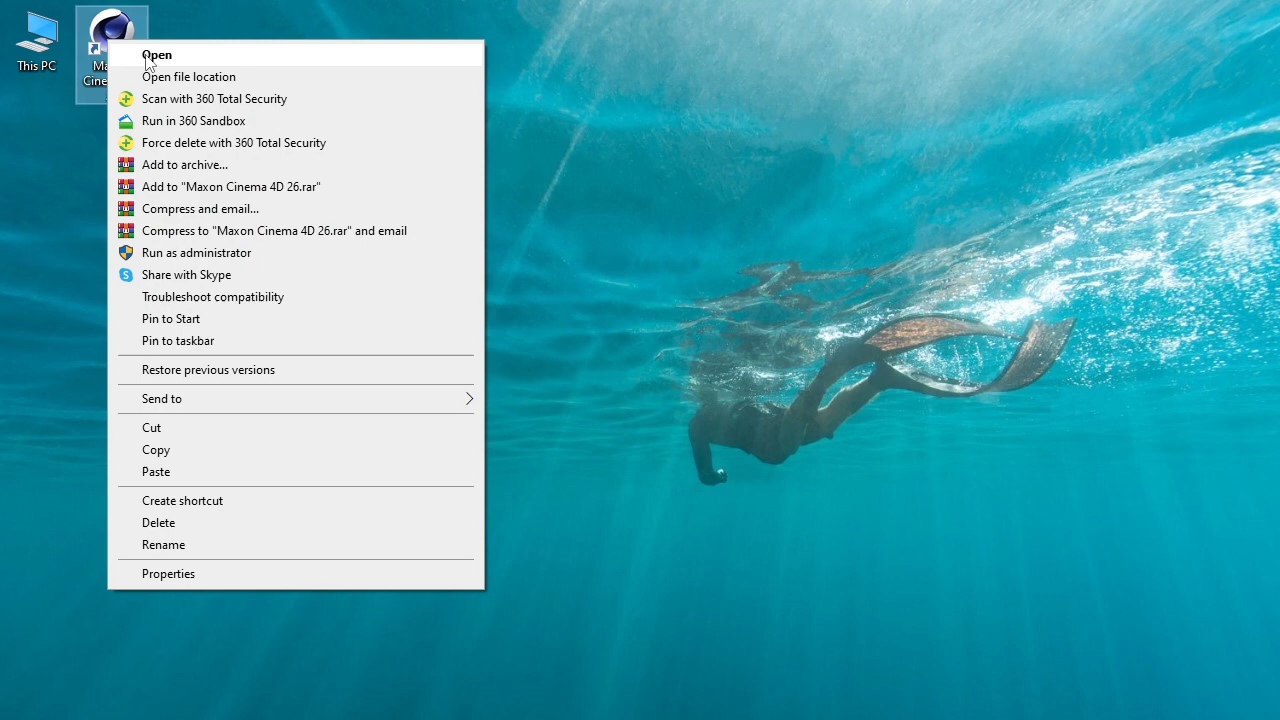 This PC
Ma
Cine
Open
Open file location
Scan with 360 Total Security
Run in 360 Sandbox
Force delete with 360 Total Security
Add to archive...
Add to "Maxon Cinema 4D 26.rar"
Compress and email...
Compress to "Maxon Cinema 4D 26.rar" and email
Run as administrator
Share with Skype
Troubleshoot compatibility
Pin to Start
Pin to taskbar
Restore previous versions
Send to
Cut
Copy
Paste
Create shortcut
Delete
Rename
Properties